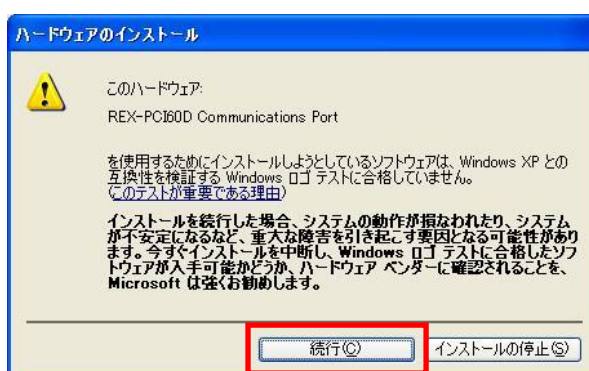 ハードウェアのインストール
このハードウェア:
REX-PCI60D Communications Port
を使用するためにインストールしようとしているソフトウェアは、Windows XP との
互換性を検証する Windows ロゴ テストに合格していません。
(このテストが重要である理由)
インストールを続行した場合、システムの動作が損なわれたり、システム
が不安定になるなど、重大な障害を引き起こす要因となる可能性があり
ます。今すぐインストールを中断し、Windows ロゴ テストに合格したソフ
トウェアが入手可能かどうか、ハードウェア ベンダーに確認されることを、
Microsoft は強くお勧めします。
続行(C)
インストールの停止(S)